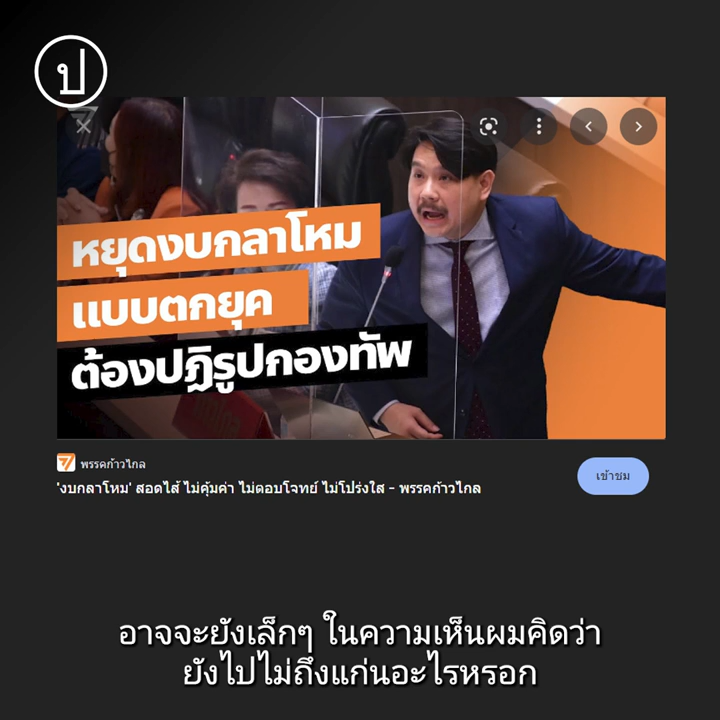 ป
หยุดงบกลาโหม
แบบตกยุค
ต้องปฏิรูปกองทัพ
พรรคก้าวไกล
'งบกลาโหม' สอดไส้ ไม่คุ้มค่า ไม่ตอบโจทย์ ไม่โปร่งใส - พรรคก้าวไกล
เข้าชม
อาจจะยังเล็กๆ ในความเห็นผมคิดว่า
ยังไปไม่ถึงแก่นอะไรหรอก